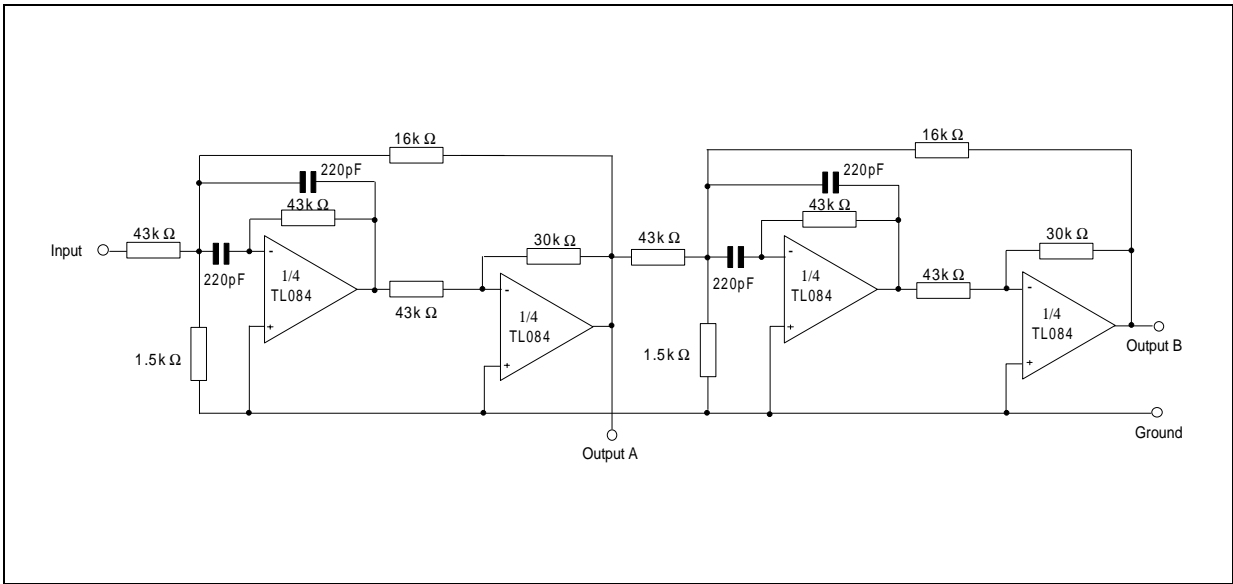 16k Ω
16k Ω
220pF
220pF
43k Ω
43k Ω
Input
43k Ω
30k Ω
43k Ω
30k Ω
220pF
220pF
-
-
-
-
1/4
TL084
1/4
TL084
43k Ω
43k Ω
1/4
TL084
1/4
TL084
+
+
1.5k Ω
1.5k Ω
+
+
Output B
Ground
Output A